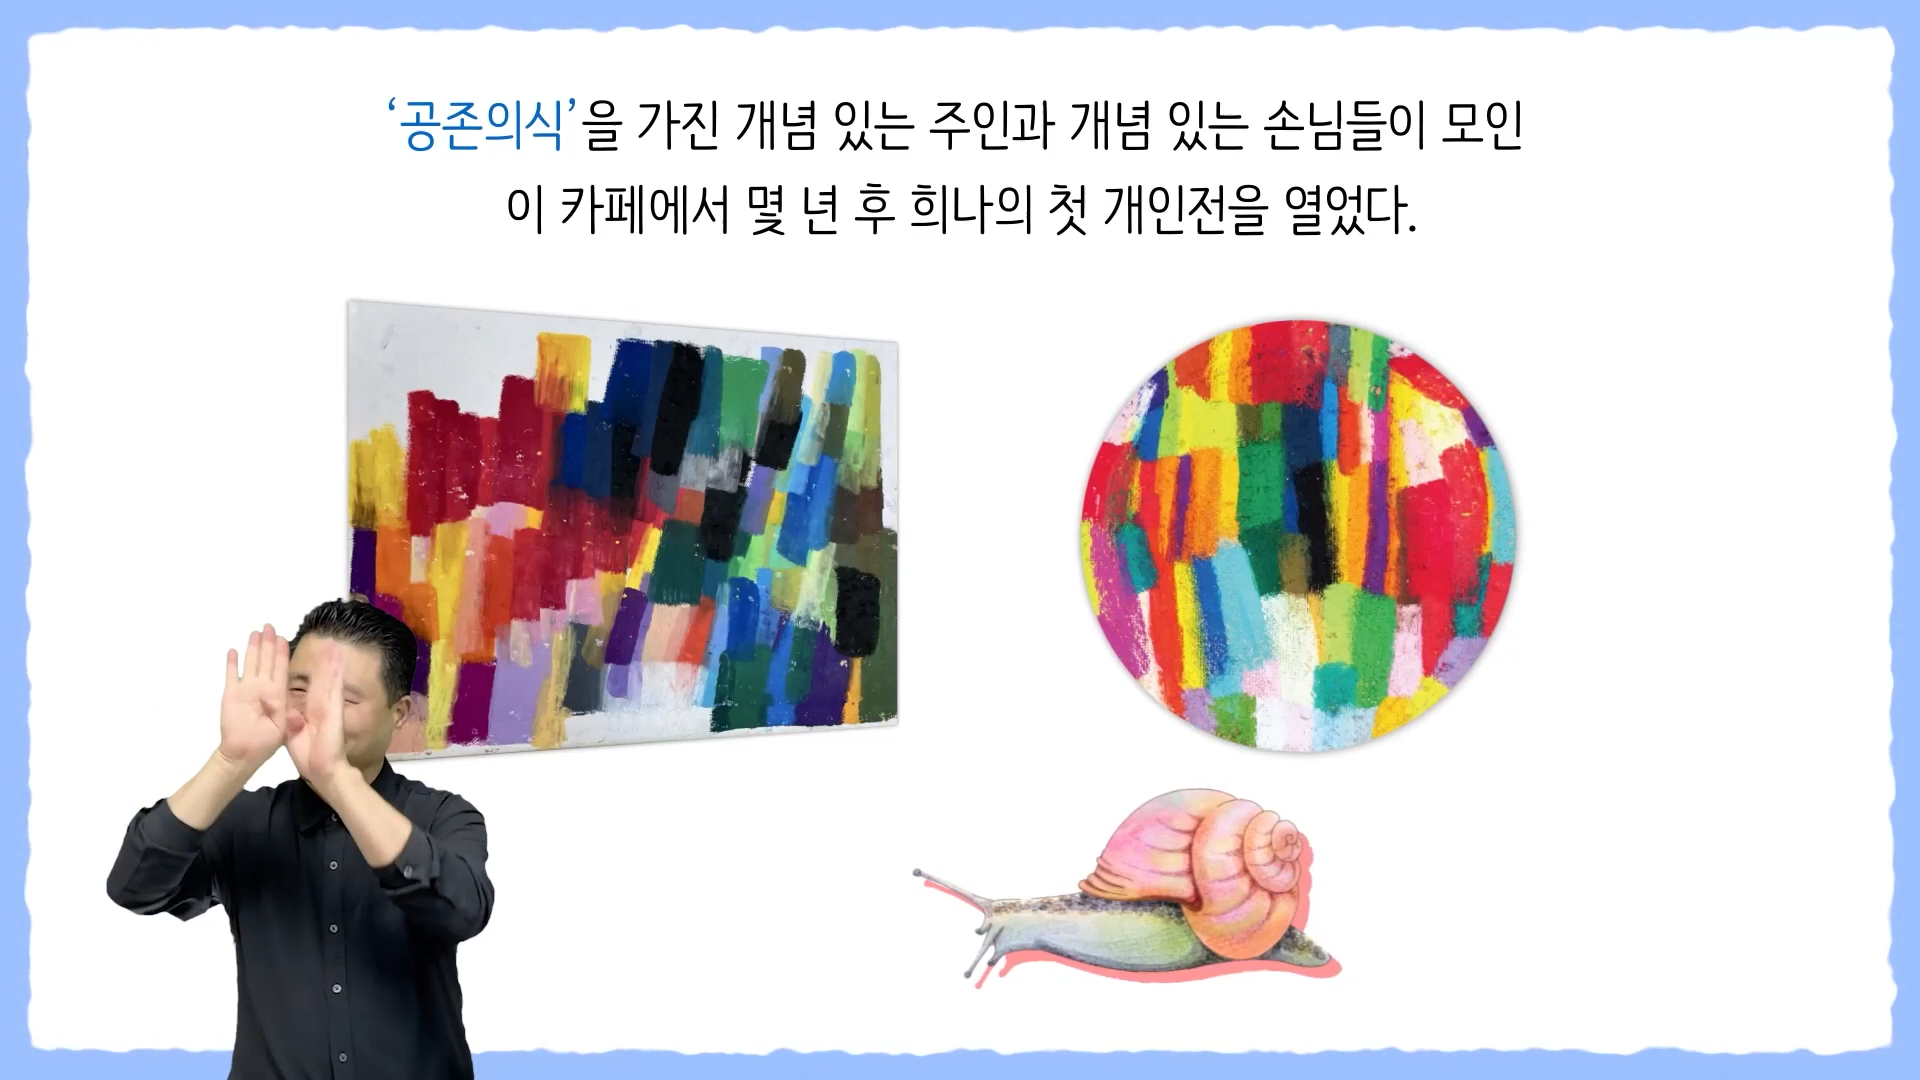 ‘공존의식’을 가진 개념 있는 주인과 개념 있는 손님들이 모인
이 카페에서 몇 년 후 희나의 첫 개인전을 열었다.